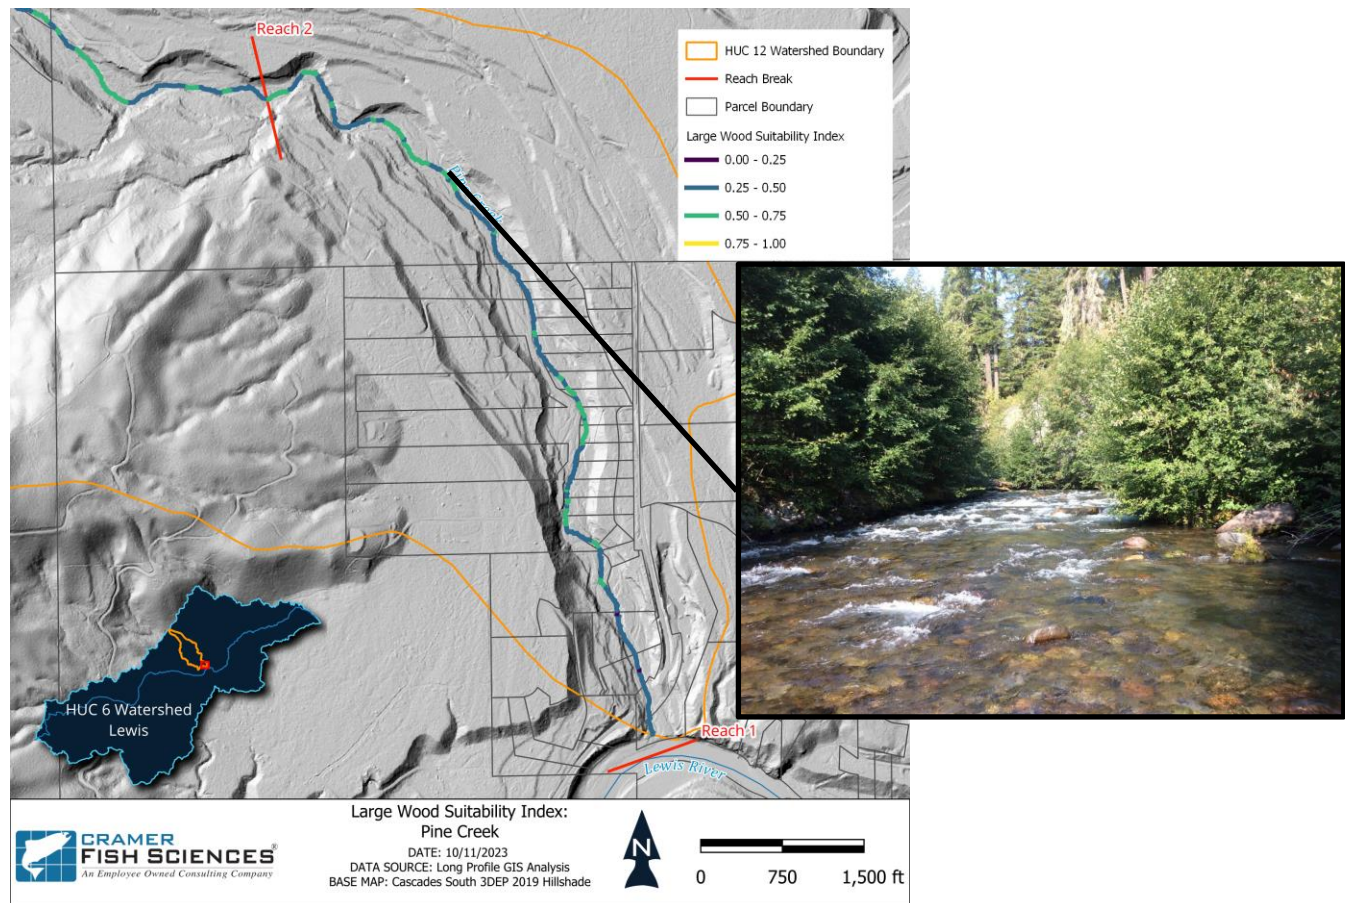 Reach 2
HUC 12 Watershed Boundary
Reach Break
Parcel Boundary
Large Wood Suitability Index
0.00 - 0.25
0.25 - 0.50
0.50 - 0.75
0.75 - 1.00
Pine Creek
HUC 6 Watershed
Lewis
Reach 1
Lewis River
CRAMER
FISH SCIENCES®
An Employee Owned Consulting Company
Large Wood Suitability Index:
Pine Creek
DATE: 10/11/2023
DATA SOURCE: Long Profile GIS Analysis
BASE MAP: Cascades South 3DEP 2019 Hillshade
N
0 750 1,500 ft